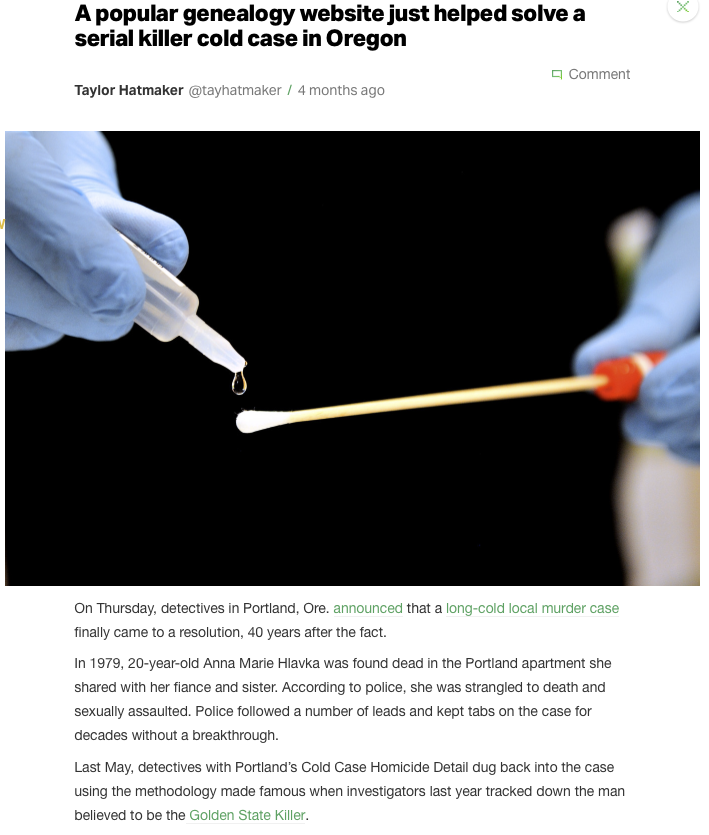 A popular genealogy website just helped solve a
serial killer cold case in Oregon
Comment
Taylor Hatmaker @tayhatmaker / 4 months ago
On Thursday, detectives in Portland, Ore. announced that a long-cold local murder case
finally came to a resolution, 40 years after the fact.
In 1979, 20-year-old Anna Marie Hlavka was found dead in the Portland apartment she
shared with her fiance and sister. According to police, she was strangled to death and
sexually assaulted. Police followed a number of leads and kept tabs on the case for
decades without a breakthrough.
Last May, detectives with Portland’s Cold Case Homicide Detail dug back into the case
using the methodology made famous when investigators last year tracked down the man
believed to be the Golden State Killer.